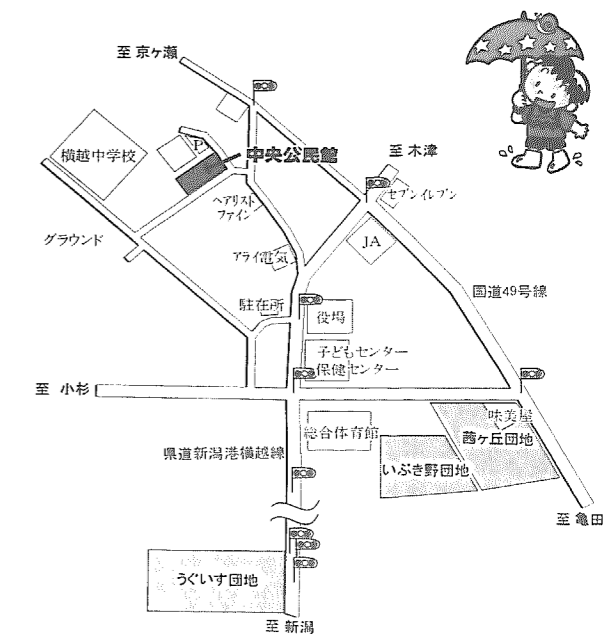 至 京ヶ瀬
P
横越中学校
中央公民館
至 木津
セブンイレブン
ヘアリスト
ファイン
グラウンド
JA
アライ電気
国道49号線
駐在所
役場
子どもセンター
保健センター
至 小杉
味美屋
茜ヶ丘団地
総合体育館
県道新潟港横越線
いぶき野団地
至 亀田
うぐいす団地
至 新潟